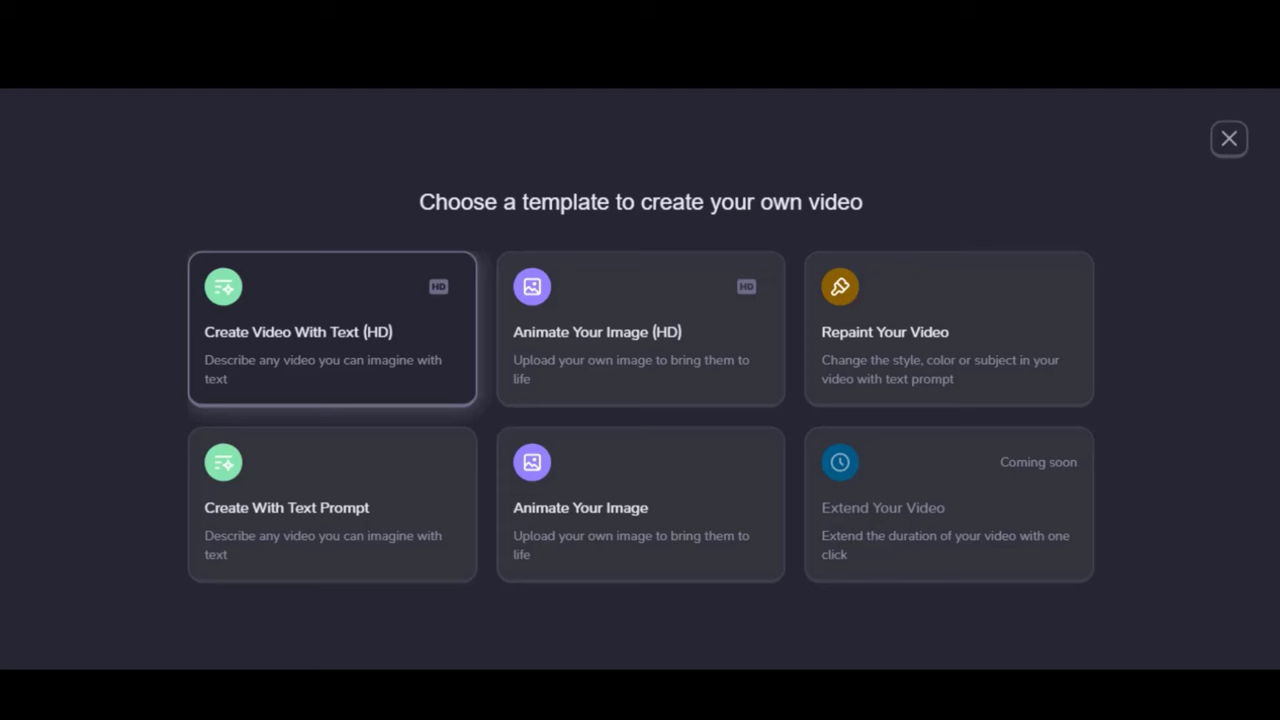 Choose a template to create your own video
HD
Create Video With Text (HD)
Describe any video you can imagine with
text
HD
Animate Your Image (HD)
Upload your own image to bring them to
life
Repaint Your Video
Change the style, color or subject in your
video with text prompt
Create With Text Prompt
Describe any video you can imagine with
text
Animate Your Image
Upload your own image to bring them to
life
Coming soon
Extend Your Video
Extend the duration of your video with one
click